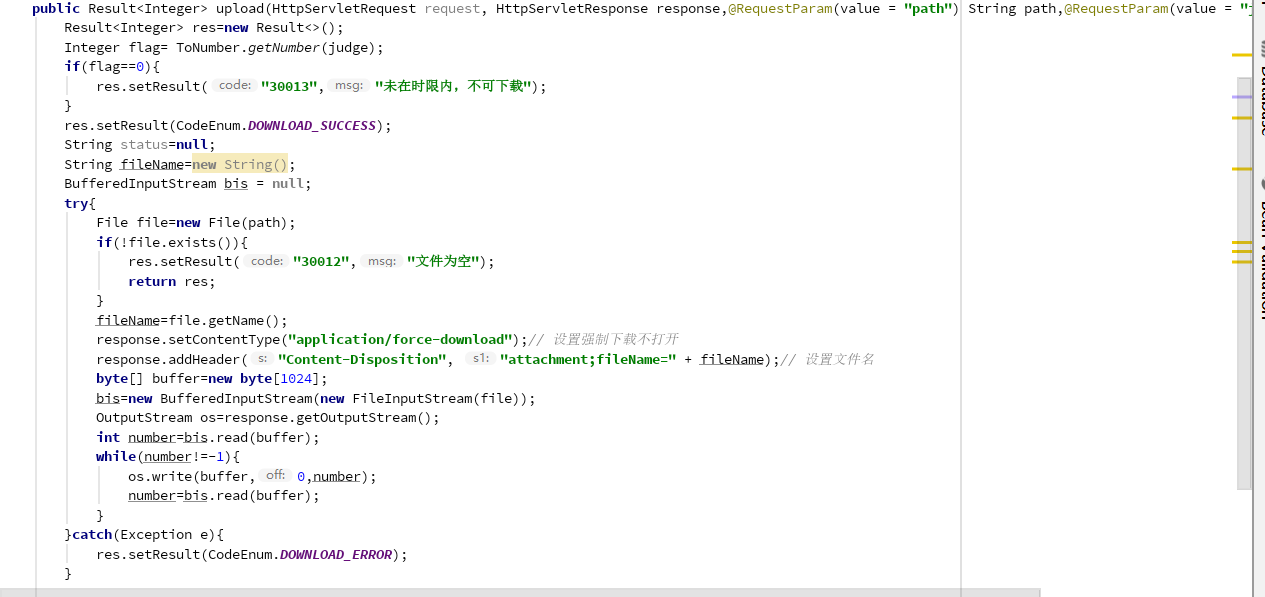 public Result<Integer> upload(HttpServletRequest request, HttpServletResponse response,@RequestParam(value = "path") String path,@RequestParam(value =
Result<Integer> res=new Result<>();
Integer flag= ToNumber.getNumber(judge);
if(flag==0){
res.setResult( code: "30013", msg: "未在时限内，不可下载");
}
res.setResult(CodeEnum.DOWNLOAD_SUCCESS);
String status=null;
String fileName=new String();
BufferedInputStream bis = null;
try{
File file=new File(path);
if(!file.exists()){
res.setResult( code: "30012", msg: "文件为空");
return res;
}
fileName=file.getName();
response.setContentType("application/force-download");// 设置强制下载不打开
response.addHeader( s: "Content-Disposition", s1: "attachment;fileName=" + fileName);// 设置文件名
byte[] buffer=new byte[1024];
bis=new BufferedInputStream(new FileInputStream(file));
OutputStream os=response.getOutputStream();
int number=bis.read(buffer);
while(number!=-1){
os.write(buffer, off: 0,number);
number=bis.read(buffer);
}
}catch(Exception e){
res.setResult(CodeEnum.DOWNLOAD_ERROR);
}